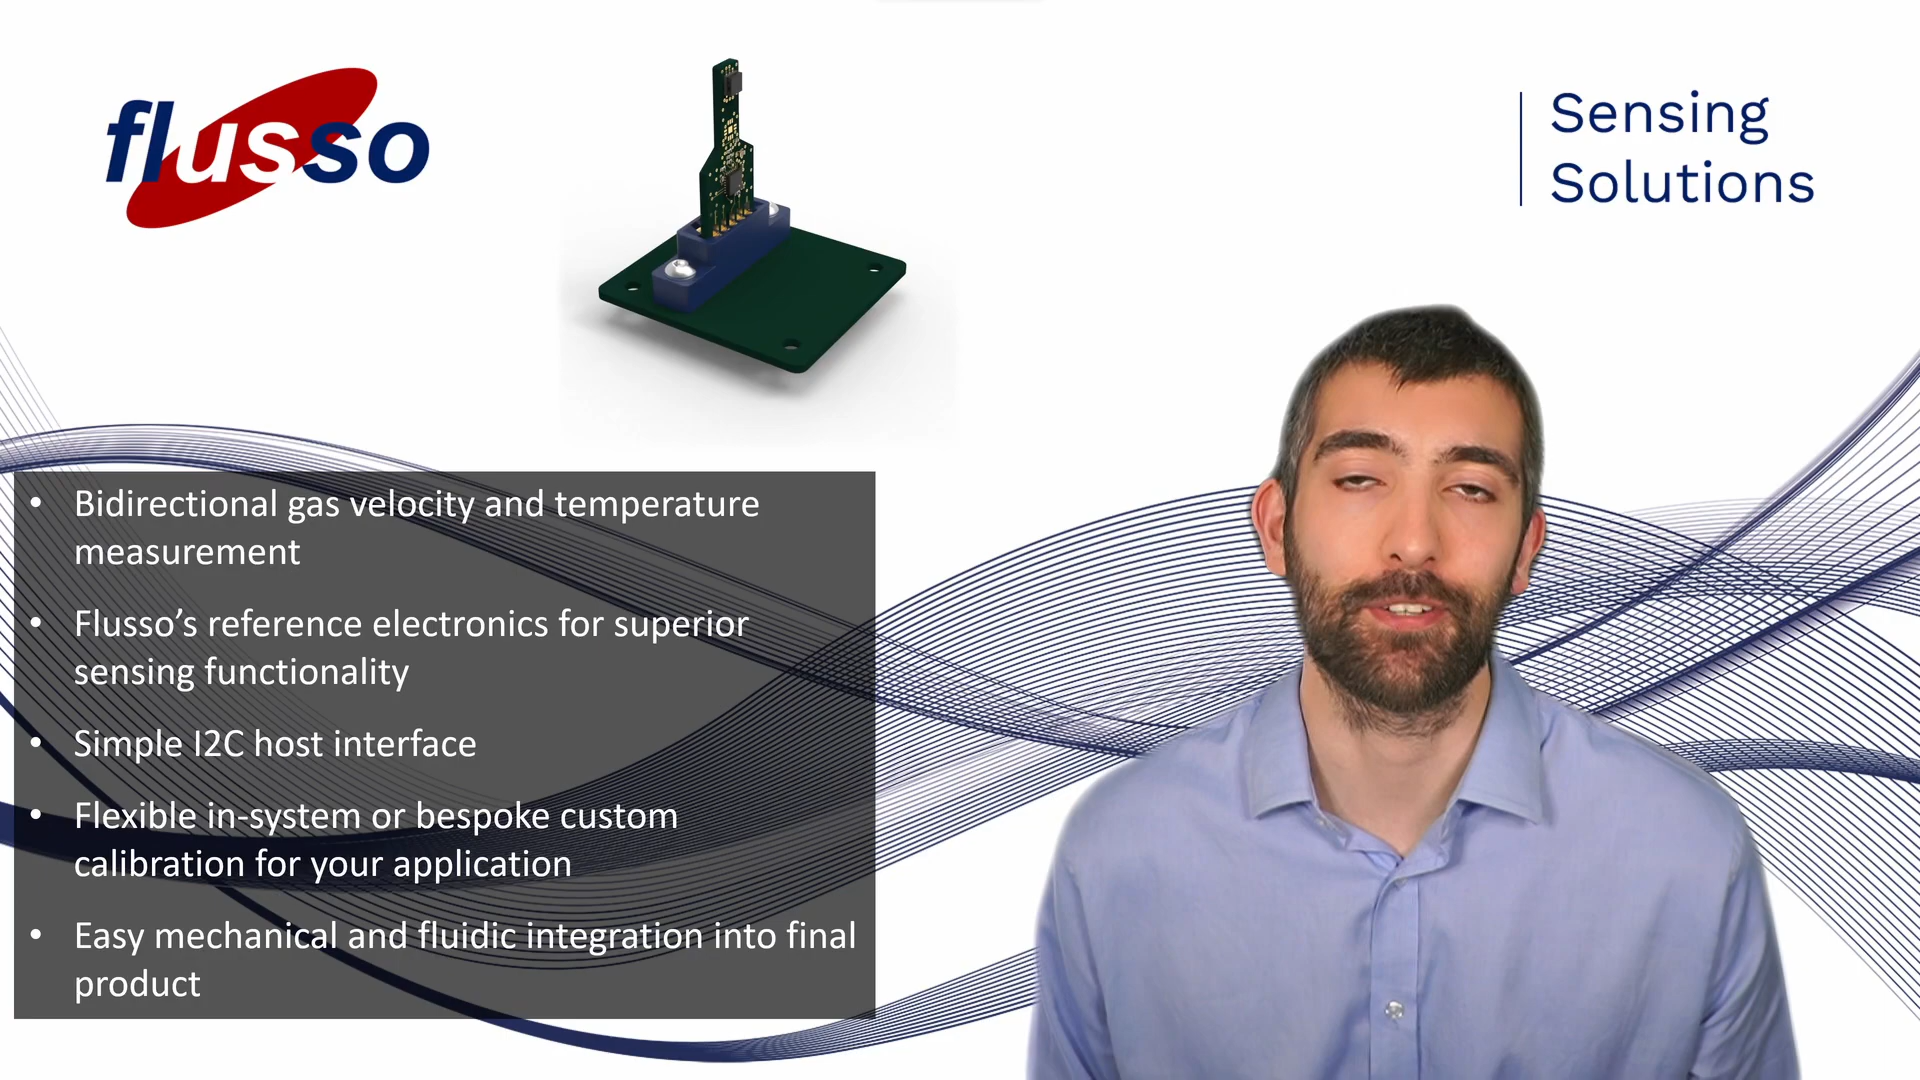 flusso
Sensing
Solutions
• Bidirectional gas velocity and temperature
measurement
• Flusso’s reference electronics for superior
sensing functionality
• Simple I2C host interface
• Flexible in-system or bespoke custom
calibration for your application
• Easy mechanical and fluidic integration into final
product